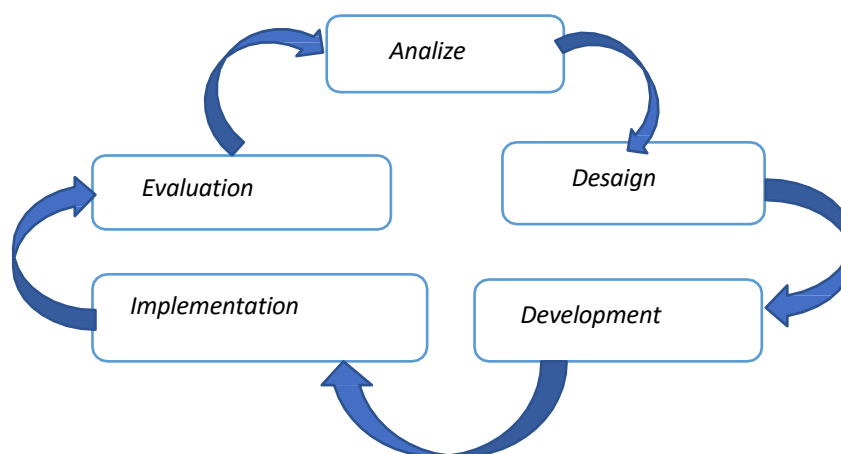 Analize
Desaign
Development
Implementation
Evaluation